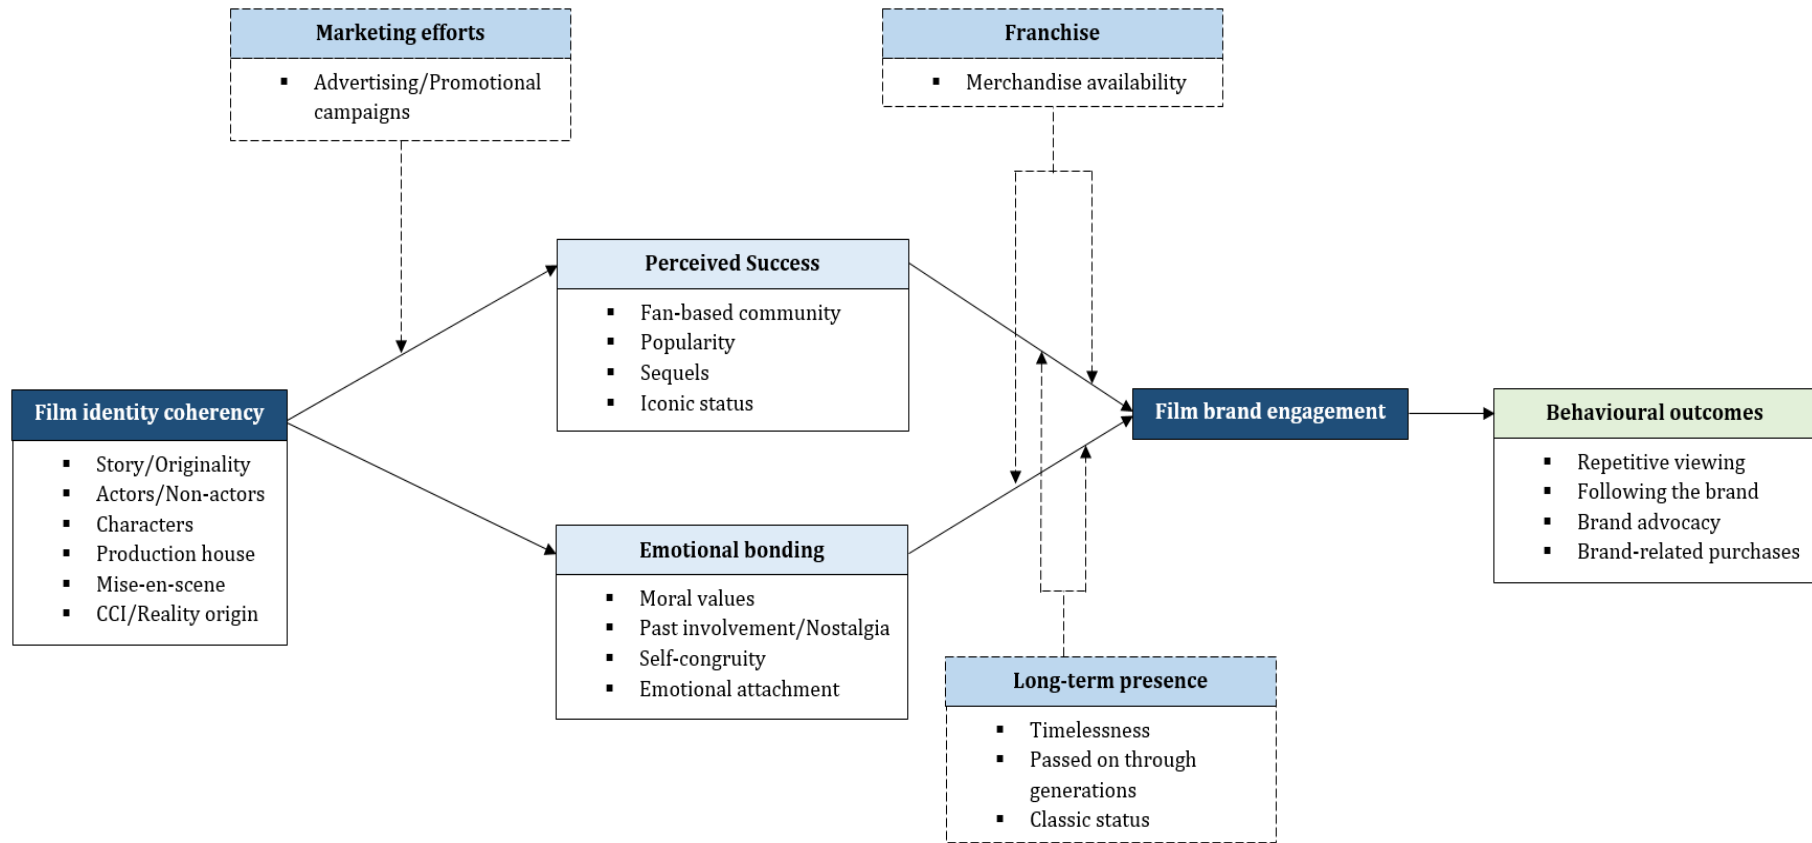 Marketing efforts
▪ Advertising/Promotional
campaigns
Franchise
▪ Merchandise availability
Perceived Success
▪ Fan-based community
▪ Popularity
▪ Sequels
▪ Iconic status
Film identity coherency
▪ Story/Originality
▪ Actors/Non-actors
▪ Characters
▪ Production house
▪ Mise-en-scene
▪ CCI/Reality origin
Emotional bonding
▪ Moral values
▪ Past involvement/Nostalgia
▪ Self-congruity
▪ Emotional attachment
Film brand engagement
Behavioural outcomes
▪ Repetitive viewing
▪ Following the brand
▪ Brand advocacy
▪ Brand-related purchases
Long-term presence
▪ Timelessness
▪ Passed on through
generations
▪ Classic status